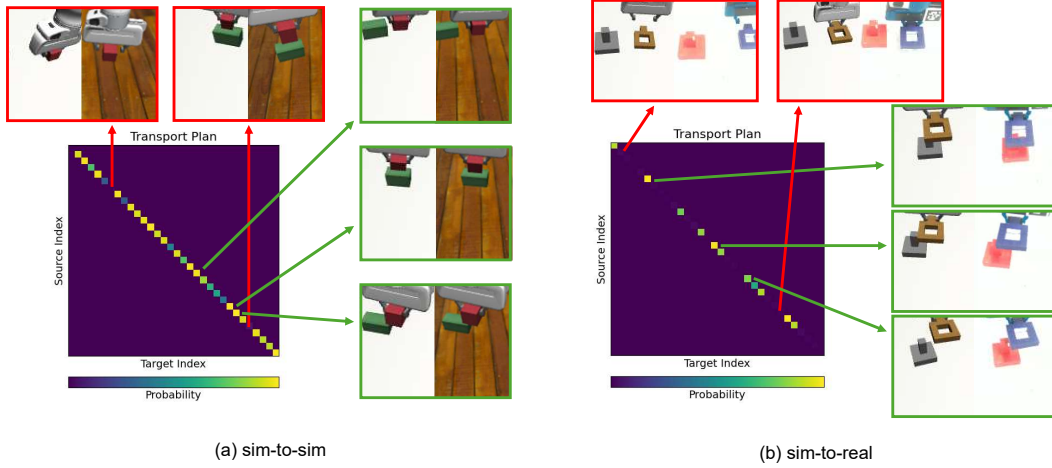 Transport Plan
Source Index
Target Index
Probability
(a) sim-to-sim
Transport Plan
Source Index
Target Index
Probability
(b) sim-to-real